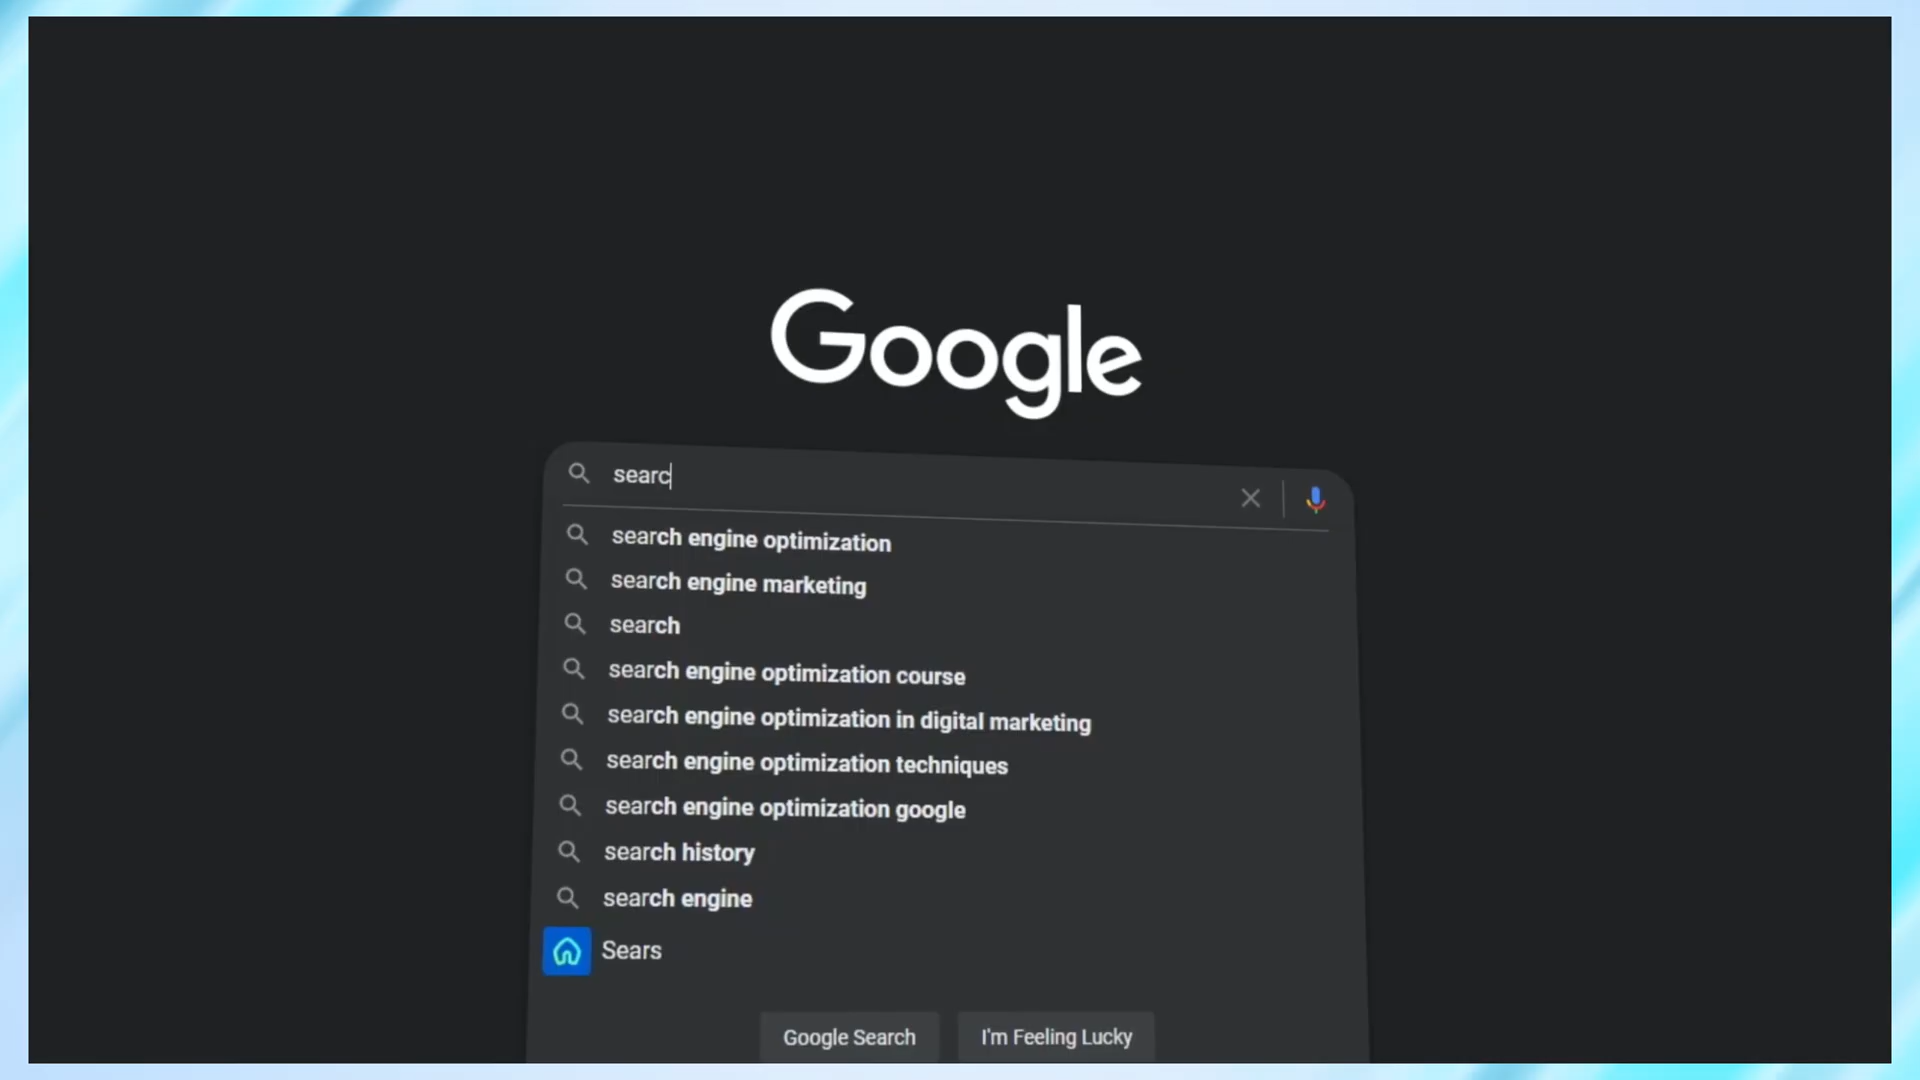 Google
searc
search engine optimization
search engine marketing
search
search engine optimization course
search engine optimization in digital marketing
search engine optimization techniques
search engine optimization google
search history
search engine
Sears
Google Search
I'm Feeling Lucky